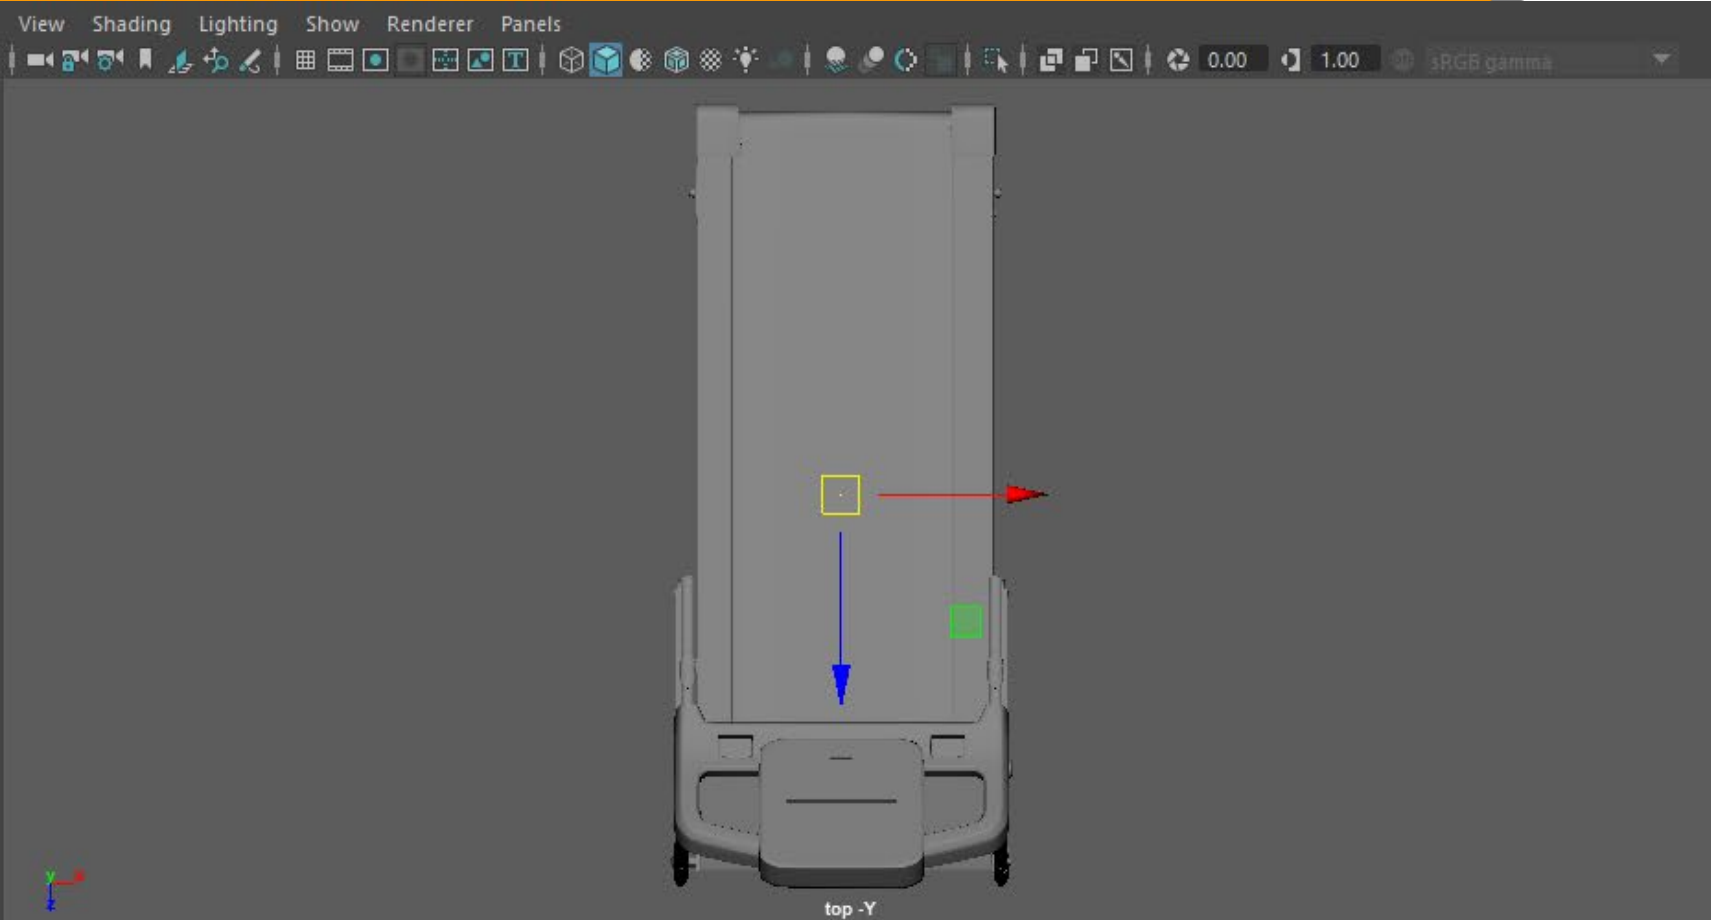 View Shading Lighting Show Renderer Panels
T 0.00 1.00 sRGB gamma
y
z
top -Y